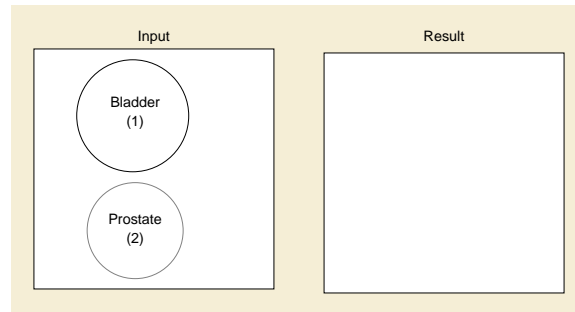 Input
Result
Bladder
(1)
Prostate
(2)